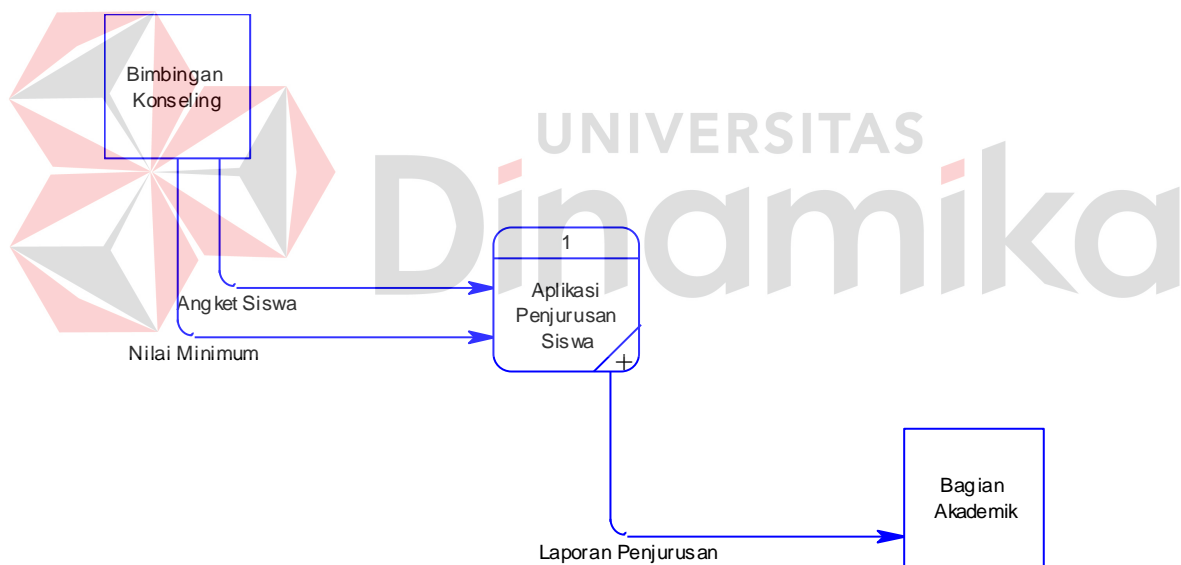 Bimbingan
Konseling
UNIVERSITAS
Dinamika
1
Aplikasi
Penjurusan
Siswa
+
Angket Siswa
Nilai Minimum
Bagian
Akademik
Laporan Penjurusan